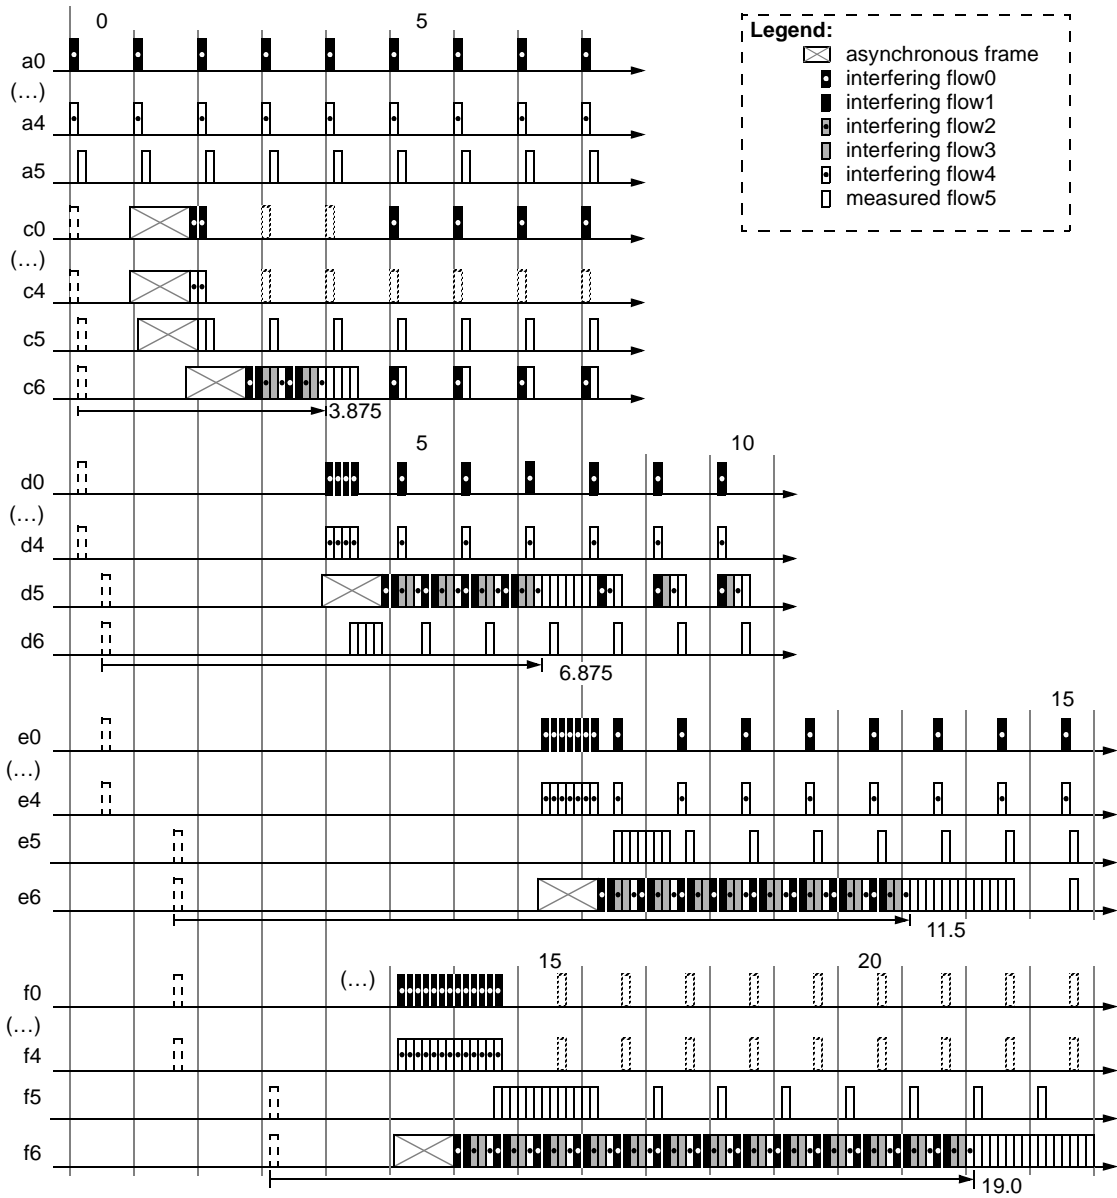 0 5
Legend:
asynchronous frame
interfering flow0
interfering flow1
interfering flow2
interfering flow3
interfering flow4
measured flow5
a0
(…)
a4
a5
c0
(…)
c4
c5
c6
3.875
5 10
d0
(…)
d4
d5
d6
6.875
15
e0
(…)
e4
e5
e6
11.5
15 20
f0 (…)
(…)
f4
f5
f6
19.0